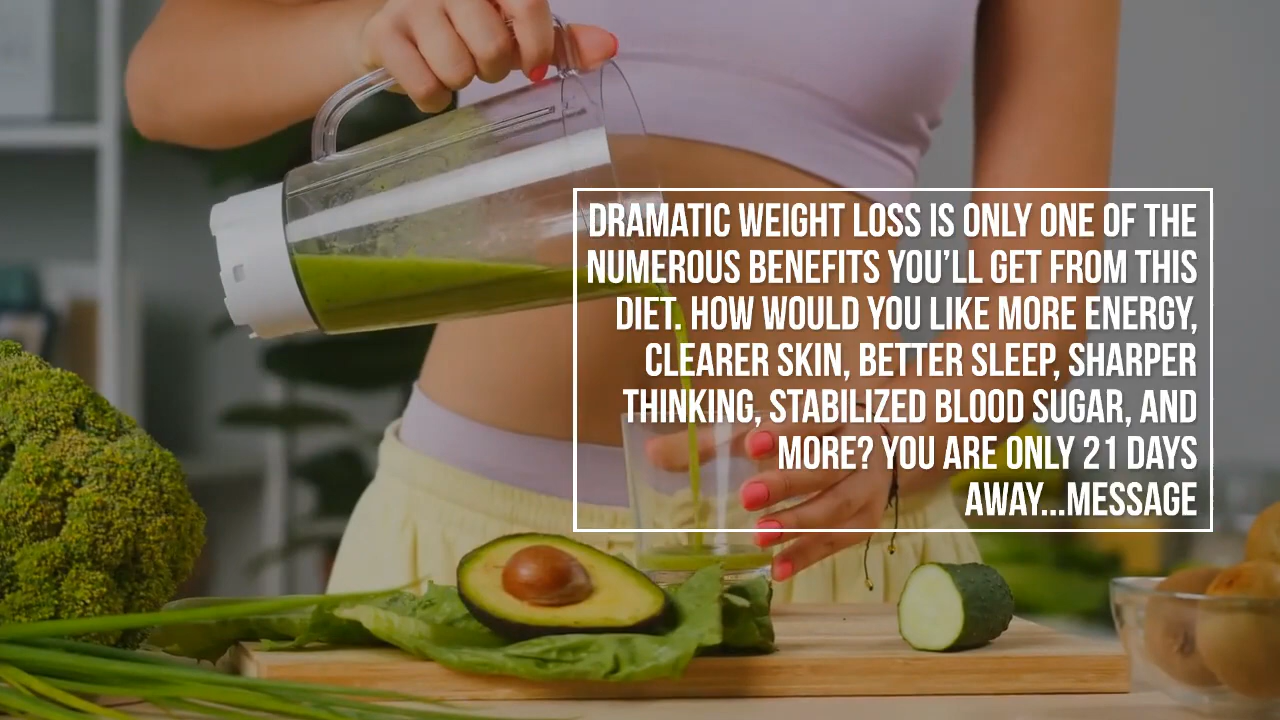 DRAMATIC WEIGHT LOSS IS ONLY ONE OF THE
NUMEROUS BENEFITS YOU’LL GET FROM THIS
DIET. HOW WOULD YOU LIKE MORE ENERGY,
CLEARER SKIN, BETTER SLEEP, SHARPER
THINKING, STABILIZED BLOOD SUGAR, AND
MORE? YOU ARE ONLY 21 DAYS
AWAY...MESSAGE